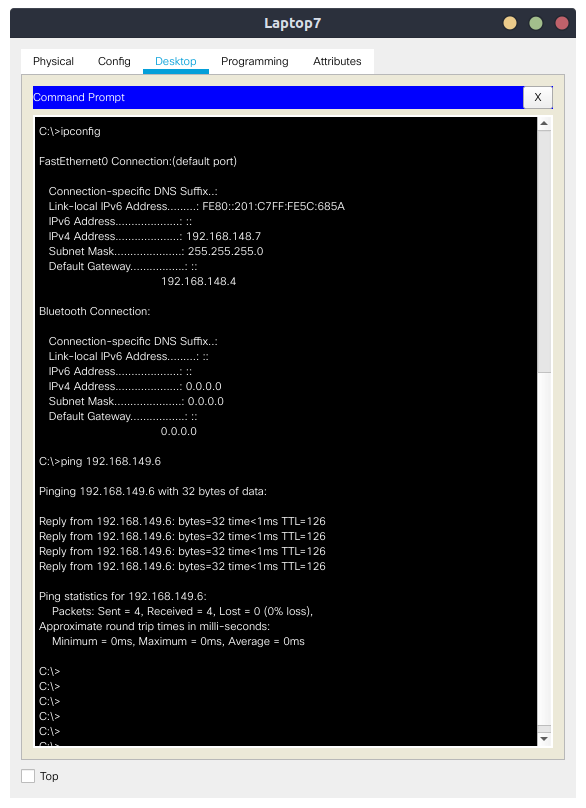 Laptop7
Physical Config Desktop Programming Attributes
Command Prompt X
C:\>ipconfig
FastEthernet0 Connection:(default port)
Connection-specific DNS Suffix..:
Link-local IPv6 Address.........: FE80::201:C7FF:FE5C:685A
IPv6 Address....................: ::
IPv4 Address....................: 192.168.148.7
Subnet Mask.....................: 255.255.255.0
Default Gateway.................: ::
192.168.148.4
Bluetooth Connection:
Connection-specific DNS Suffix..:
Link-local IPv6 Address.........: ::
IPv6 Address....................: ::
IPv4 Address....................: 0.0.0.0
Subnet Mask.....................: 0.0.0.0
Default Gateway.................: ::
0.0.0.0
C:\>ping 192.168.149.6
Pinging 192.168.149.6 with 32 bytes of data:
Reply from 192.168.149.6: bytes=32 time<1ms TTL=126
Reply from 192.168.149.6: bytes=32 time<1ms TTL=126
Reply from 192.168.149.6: bytes=32 time<1ms TTL=126
Reply from 192.168.149.6: bytes=32 time<1ms TTL=126
Ping statistics for 192.168.149.6:
Packets: Sent = 4, Received = 4, Lost = 0 (0% loss),
Approximate round trip times in milli-seconds:
Minimum = 0ms, Maximum = 0ms, Average = 0ms
C:\>
C:\>
C:\>
C:\>
C:\>
C:\>
Top